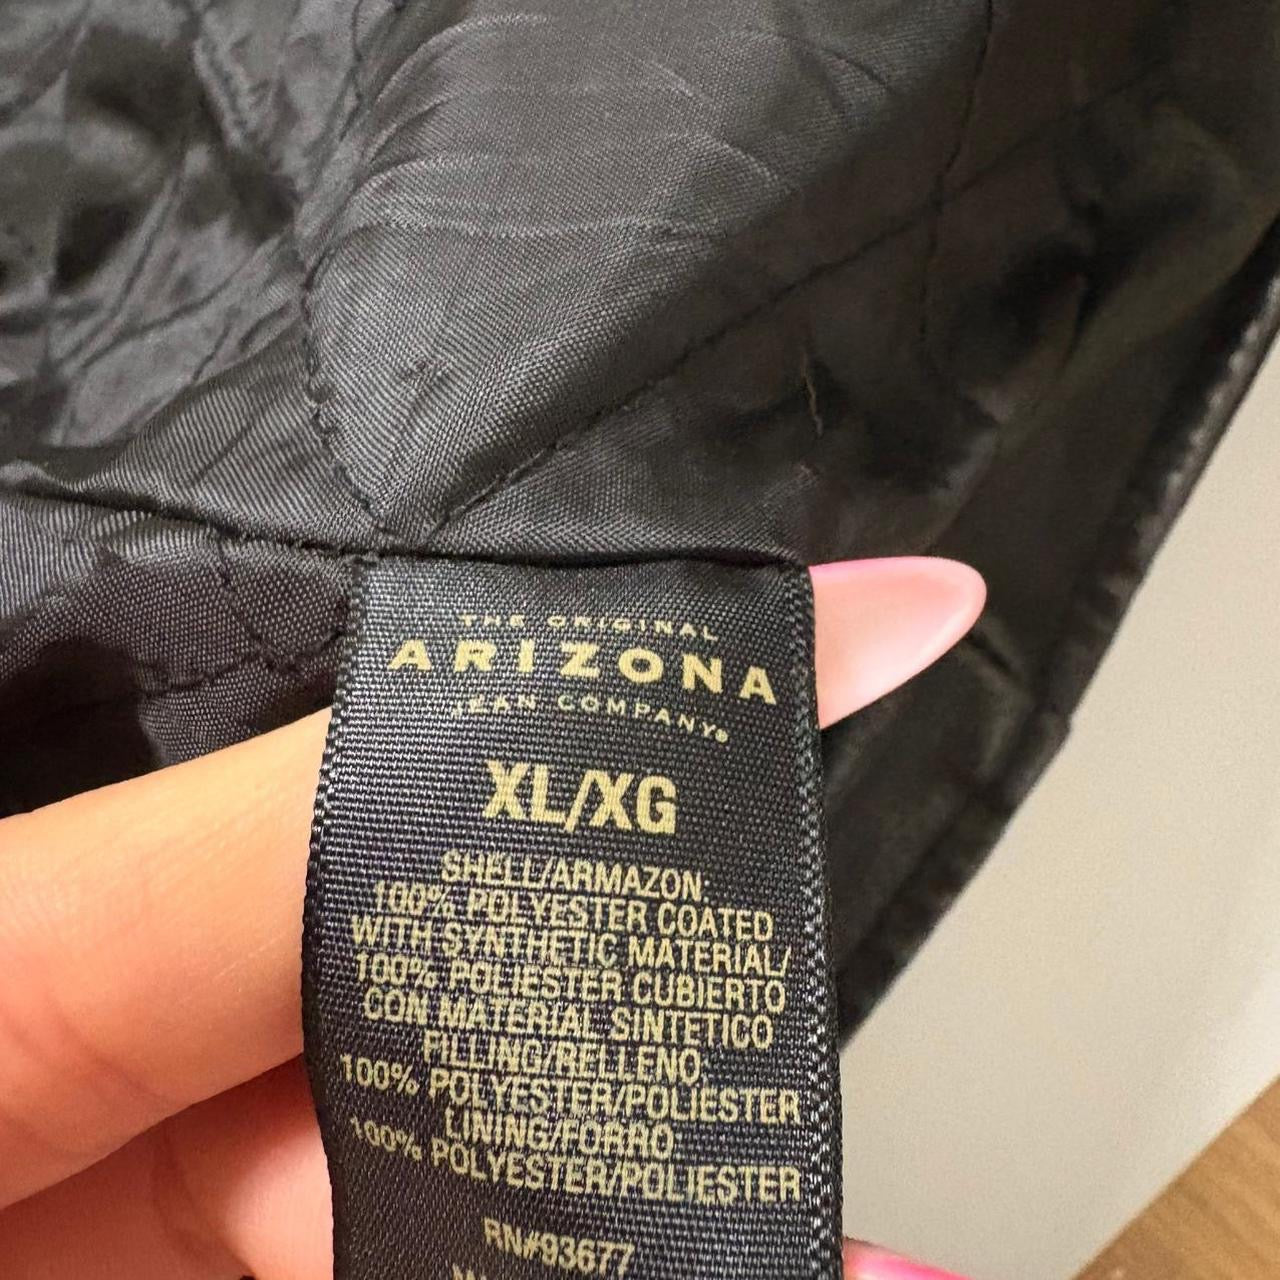 THE ORIGINAL
ARIZONA
JEAN COMPANY®
XL/XG
SHELL/ARMAZON:
100% POLYESTER COATED
WITH SYNTHETIC MATERIAL/
100% POLIESTER CUBIERTO
CON MATERIAL SINTETICO
FILLING/RELLENO:
100% POLYESTER/POLIESTER
LINING/FORRO
100% POLYESTER/POLIESTER
RN#93677